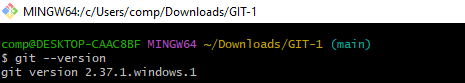 MINGW64:/c/Users/comp/Downloads/GIT-1
comp@DESKTOP-CAAC8BF MINGW64 ~/Downloads/GIT-1 (main)
$ git --version
git version 2.37.1.windows.1